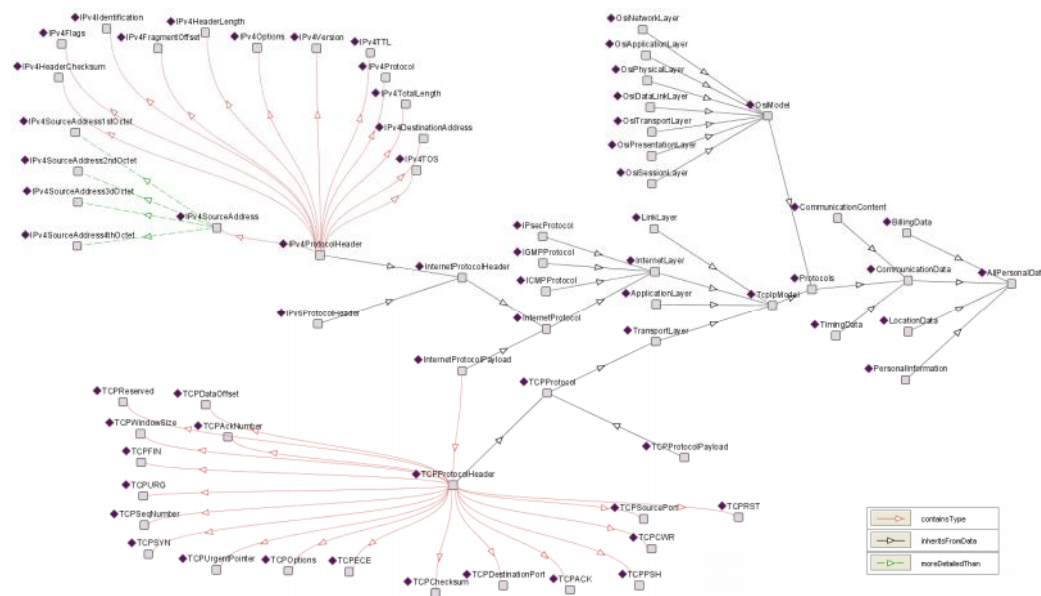 IPv4Identification
IPv4HeaderLength
IPv4Flags
IPv4FragmentOffset
IPv4Options
IPv4Version
IPv4TTL
IPv4HeaderChecksum
IPv4Protocol
IPv4TotalLength
IPv4SourceAddress1stOctet
IPv4DestinationAddress
IPv4SourceAddress2ndOctet
IPv4TOS
IPv4SourceAddress3dOctet
IPv4SourceAddress
IPv4SourceAddress4thOctet
IPv4ProtocolHeader
InternetProtocolHeader
IPv6ProtocolHeader
OsiNetworkLayer
OsiApplicationLayer
OsiPhysicalLayer
OsiDataLinkLayer
OsiModel
OsiTransportLayer
OsiPresentationLayer
OsiSessionLayer
LinkLayer
IPsecProtocol
IGMPProtocol
InternetLayer
ICMPProtocol
ApplicationLayer
TcpIpModel
InternetProtocol
TransportLayer
CommunicationContent
BillingData
Protocols
CommunicationData
AllPersonalData
TimingData
LocationData
PersonalInformation
InternetProtocolPayload
TCPProtocol
TCPProtocolPayload
TCPReserved
TCPDataOffset
TCPWindowSize
TCPAckNumber
TCPFIN
TCPProtocolHeader
TCPURG
TCPSeqNumber
TCPSYN
TCPUrgentPointer
TCPOptions
TCPECE
TCPChecksum
TCPDestinationPort
TCPACK
TCPPSH
TCPCWR
TCPSourcePort
TCPRST
containsType
inheritsFromData
moreDetailedThan